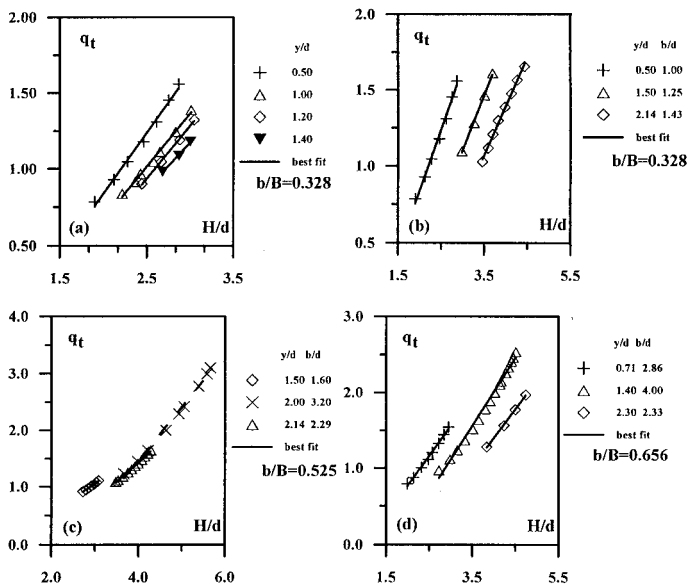 2.00
qt
1.50
1.00
0.50
(a)
H/d
1.5
2.5
3.5
y/d
0.50
1.00
1.20
1.40
best fit
b/B=0.328
2.0
qt
1.5
1.0
0.5
(b)
H/d
1.5
3.5
5.5
y/d b/d
0.50 1.00
1.50 1.25
2.14 1.43
best fit
b/B=0.328
4.0
qt
3.0
2.0
1.0
0.0
(c)
H/d
2.0
4.0
6.0
y/d b/d
1.50 1.60
2.00 3.20
2.14 2.29
best fit
b/B=0.525
3.0
qt
2.0
1.0
0.0
(d)
H/d
1.5
3.5
5.5
y/d b/d
0.71 2.86
1.40 4.00
2.30 2.33
best fit
b/B=0.656